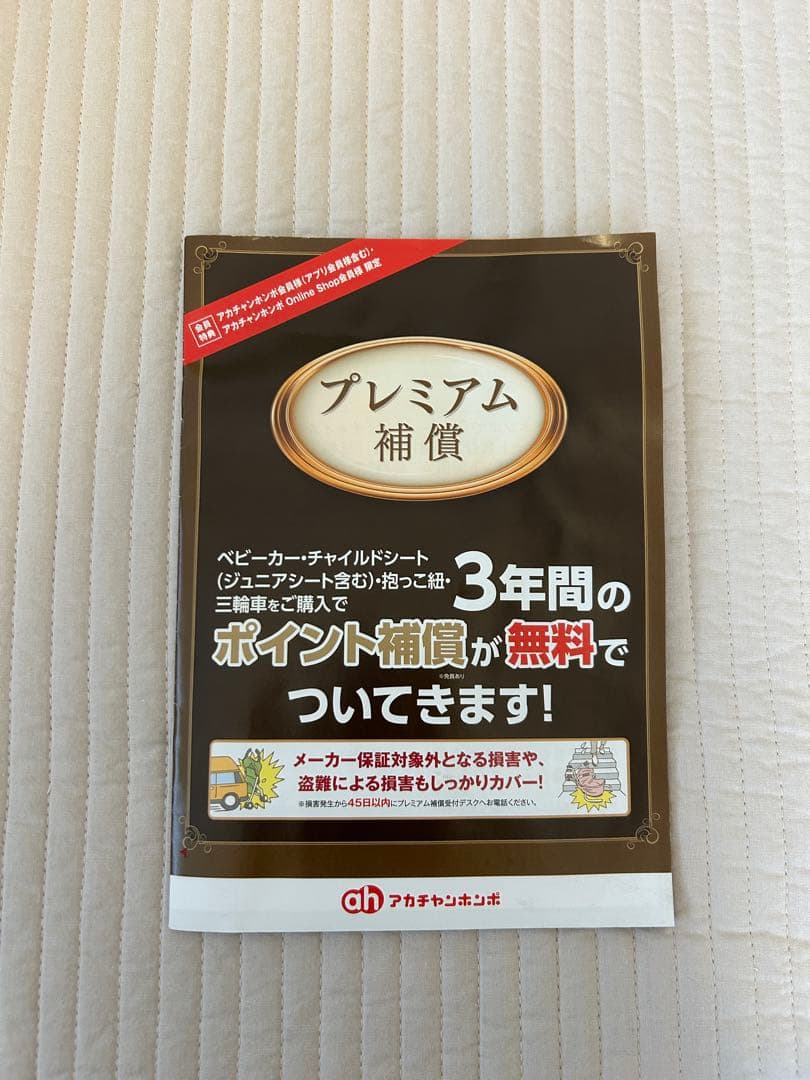 会員
特典
アカチャンホンポ会員様(アプリ会員様含む)・
アカチャンホンポ Online Shop会員様 限定
プレミアム
補償
ベビーカー・チャイルドシート
(ジュニアシート含む)・抱っこ紐・
三輪車をご購入で
3年間の
ポイント補償が無料で
※免責あり
ついてきます!
メーカー保証対象外となる損害や、
盗難による損害もしっかりカバー!
※損害発生から45日以内にプレミアム補償受付デスクへお電話ください。
ah アカチャンホンポ